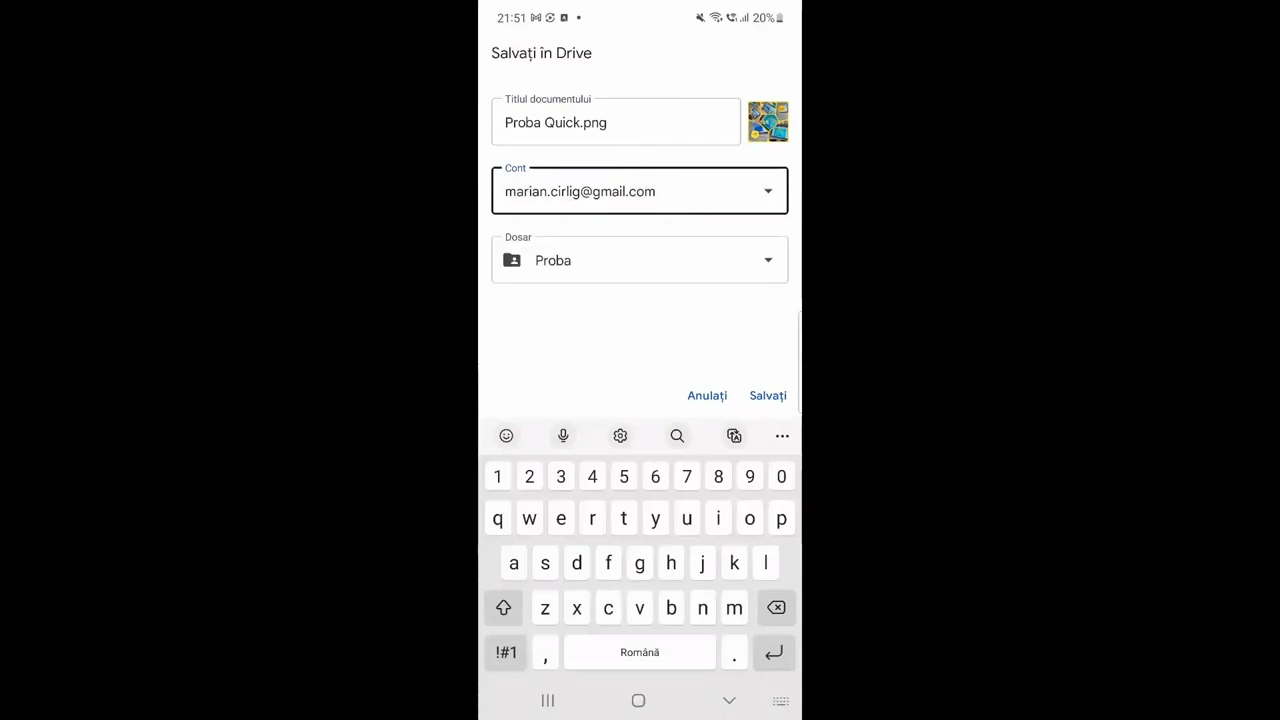 21:51
20%
Salvați în Drive
Titlul documentului
Proba Quick.png
Cont
marian.cirlig@gmail.com
Dosar
Proba
Anulați Salvați
1 2 3 4 5 6 7 8 9 0
q w e r t y u i o p
a s d f g h j k l
z x c v b n m
!#1 , Română .